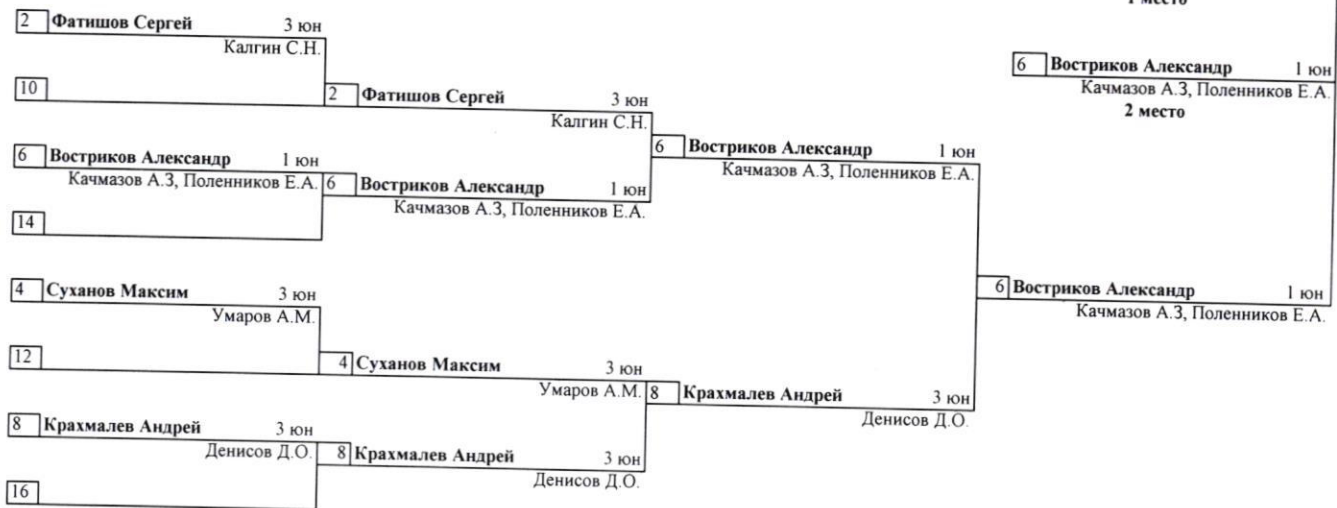 1 место
2 Фатишов Сергей 3 юн
Калгин С.Н.
10
2 Фатишов Сергей 3 юн
Калгин С.Н.
6 Востриков Александр 1 юн
Качмазов А.З, Поленников Е.А.
14
6 Востриков Александр 1 юн
Качмазов А.З, Поленников Е.А.
6 Востриков Александр 1 юн
Качмазов А.З, Поленников Е.А.
4 Суханов Максим 3 юн
Умаров А.М.
12
4 Суханов Максим 3 юн
Умаров А.М.
8 Крахмалев Андрей 3 юн
Денисов Д.О.
16
8 Крахмалев Андрей 3 юн
Денисов Д.О.
8 Крахмалев Андрей 3 юн
Денисов Д.О.
6 Востриков Александр 1 юн
Качмазов А.З, Поленников Е.А.
6 Востриков Александр 1 юн
Качмазов А.З, Поленников Е.А.
2 место